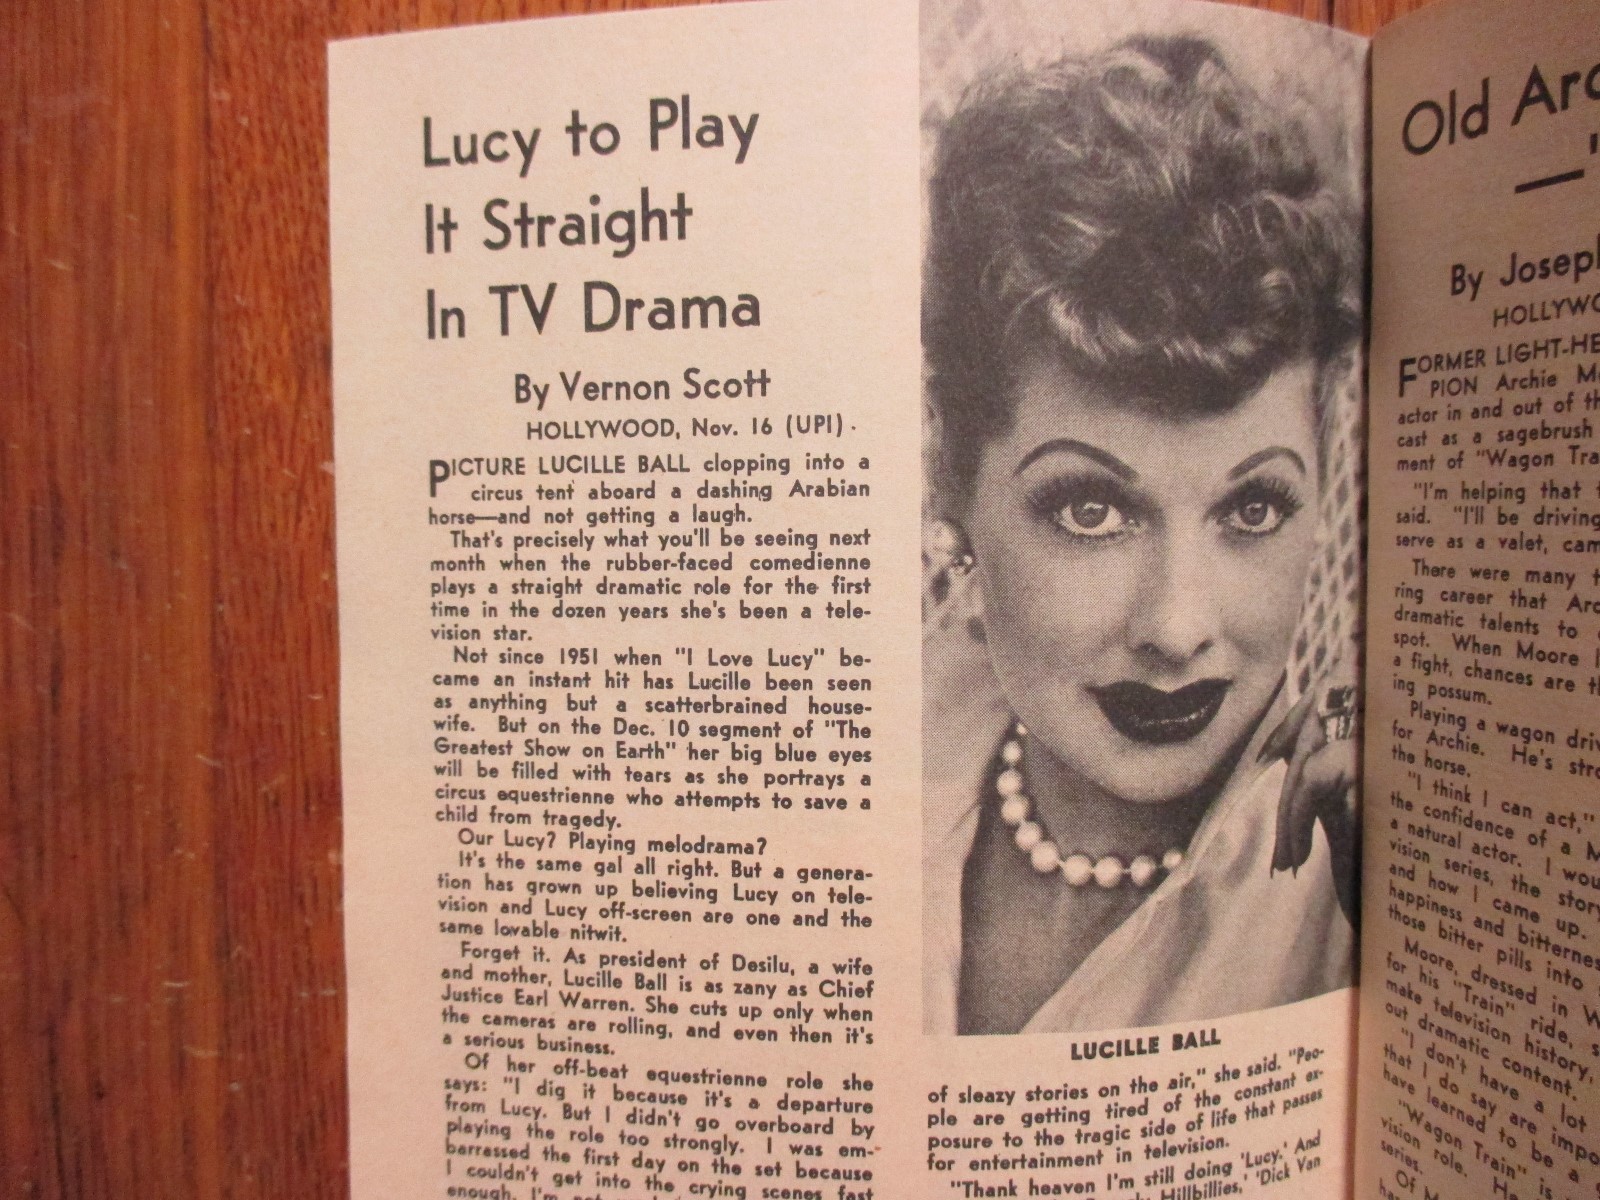 Lucy to Play
It Straight
In TV Drama
By Vernon Scott
HOLLYWOOD, Nov. 16 (UPI).
PICTURE LUCILLE BALL clopping into a
circus tent aboard a dashing Arabian
horse—and not getting a laugh.
That's precisely what you'll be seeing next
month when the rubber-faced comedienne
plays a straight dramatic role for the first
time in the dozen years she's been a tele-
vision star.
Not since 1951 when "I Love Lucy" be-
came an instant hit has Lucille been seen
as anything but a scatterbrained house-
wife. But on the Dec. 10 segment of "The
Greatest Show on Earth" her big blue eyes
will be filled with tears as she portrays a
circus equestrienne who attempts to save a
child from tragedy.
Our Lucy? Playing melodrama?
It's the same gal all right. But a genera-
tion has grown up believing Lucy on tele-
vision and Lucy off-screen are one and the
same lovable nitwit.
Forget it. As president of Desilu, a wife
and mother, Lucille Ball is as zany as Chief
Justice Earl Warren. She cuts up only when
the cameras are rolling, and even then it's
a serious business.
Of her off-beat equestrienne role she
says: "I dig it because it's a departure
from Lucy. But I didn't go overboard by
playing the role too strongly. I was em-
barrassed the first day on the set because
I couldn't get into the crying scenes fast
enough. I'm not
LUCILLE BALL
of sleazy stories on the air," she said. "Peo-
ple are getting tired of the constant ex-
posure to the tragic side of life that passes
for entertainment in television.
"Thank heaven I'm still doing 'Lucy.' And
Hillbillies,' 'Dick Van
Old
By
FORMER
PION Archie
actor in and out of
cast as a sagebrush
ment of "Wagon
"I'm helping that
said. "I'll be driving
serve as a valet,
There were many
ring career that
dramatic talents to
spot. When Moore
a fight, chances are
ing possum.
Playing a wagon
for Archie. He's
the horse.
"I think I can act,"
the confidence of a
a natural actor. I
vision series, the story
and how I came up.
happiness and
those bitter pills into
Moore, dressed in
for his "Train" ride,
make television history,
out dramatic content.
"I don't have a lot
that I do say are
have learned to be a
"Wagon Train" is
vision role. He
series.
Of